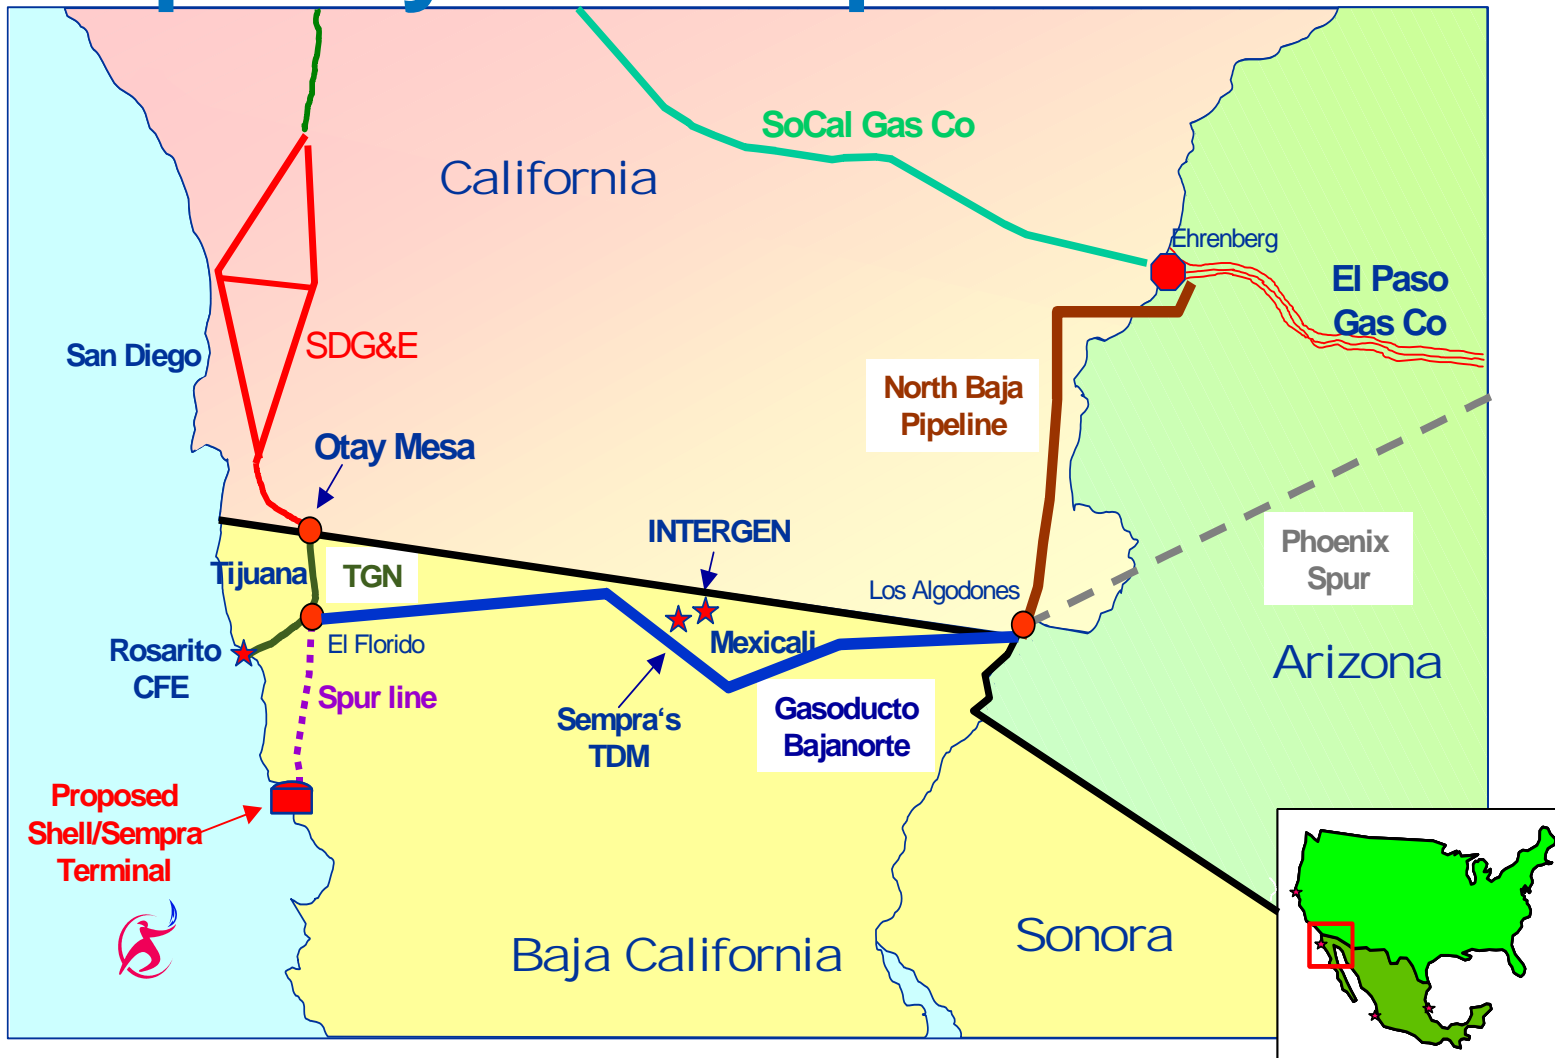 SoCal Gas Co
California
Ehrenberg
El Paso
Gas Co
San Diego
SDG&E
North Baja
Pipeline
Otay Mesa
INTERGEN
Phoenix
Spur
Tijuana
TGN
Los Algodones
Rosarito
CFE
El Florido
Mexicali
Arizona
Spur line
Sempra‘s
TDM
Gasoducto
Bajanorte
Proposed
Shell/Sempra
Terminal
Baja California
Sonora